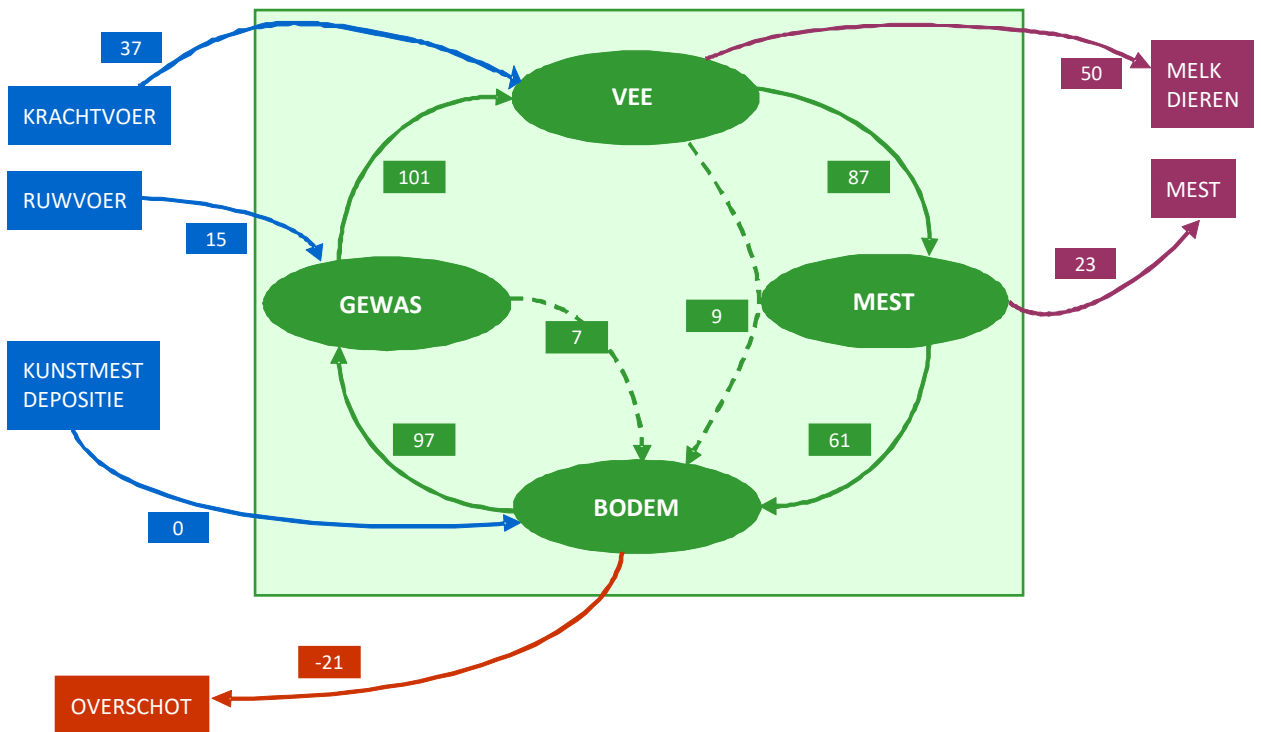 37
KRACHTVOER
VEE
50
MELK
DIEREN
101
87
RUWVOER
MEST
15
23
GEWAS
MEST
9
7
KUNSTMEST
DEPOSITIE
97
61
BODEM
0
-21
OVERSCHOT